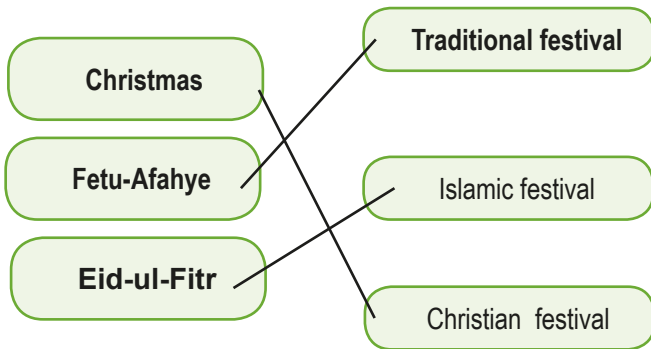 Christmas
Fetu-Afahye
Eid-ul-Fitr
Traditional festival
Islamic festival
Christian festival